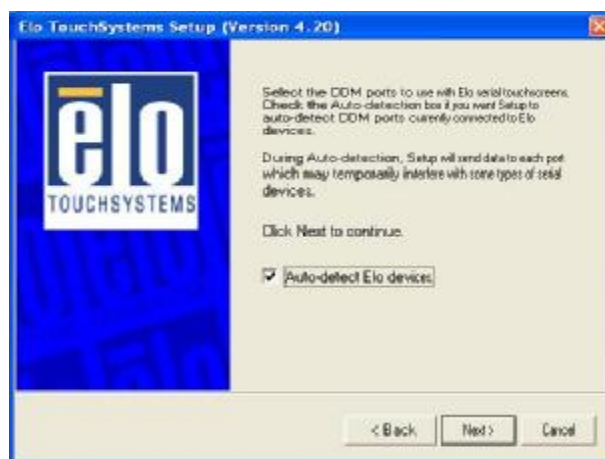 Elo TouchSystems Setup (Version 4.20)
elo
TOUCHSYSTEMS
Select the COM ports to use with Elo serial touchscreens.
Check the Auto-detection box if you want Setup to
auto-detect COM ports currently connected to Elo
devices.
During Auto-detection, Setup will send data to each port
which may temporarily interfere with some types of serial
devices.
Click Next to continue.
Auto-detect Elo devices
< Back
Next >
Cancel